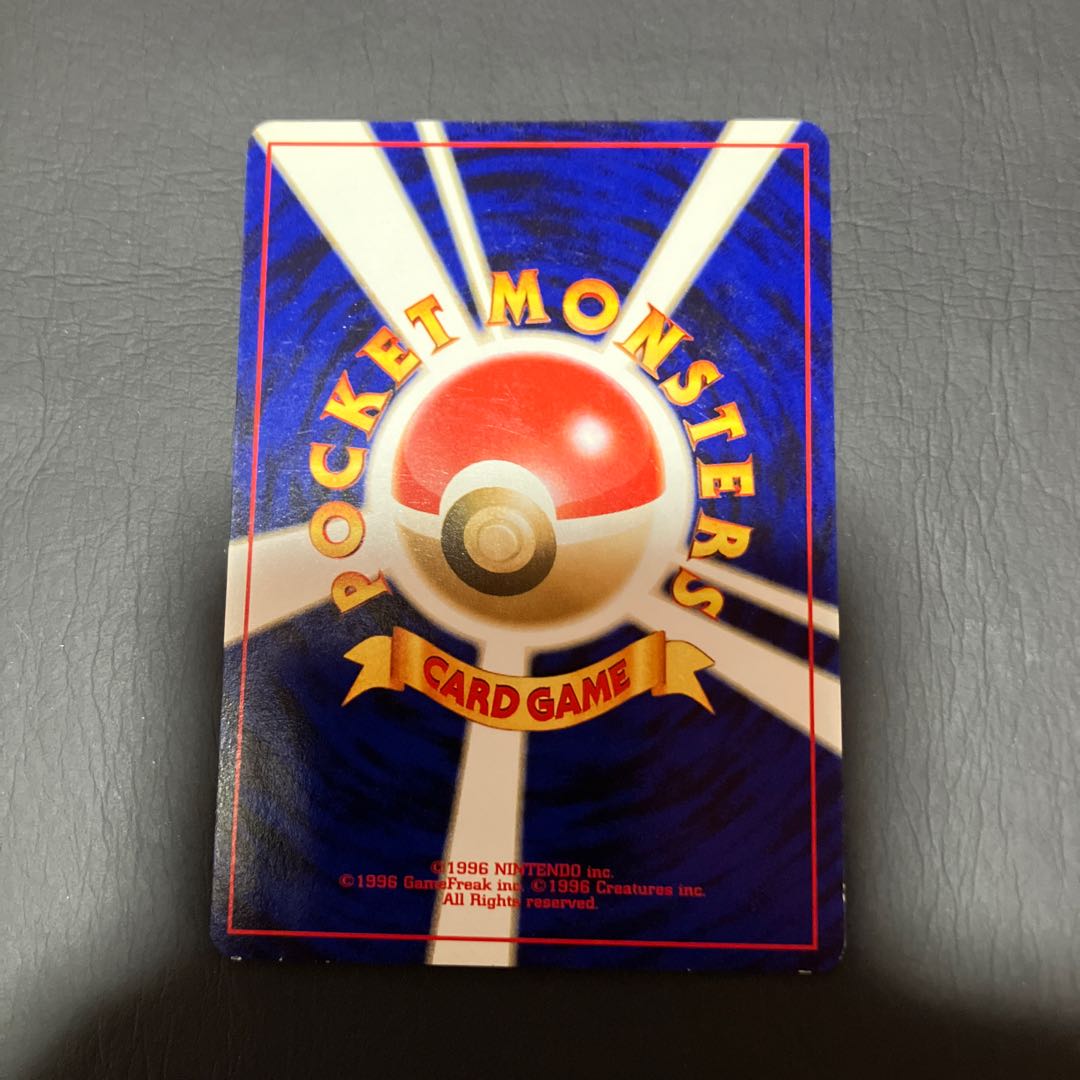 POCKET MONSTERS
CARD GAME
©1996 NINTENDO inc.
©1996 GameFreak inc. ©1996 Creatures inc.
All Rights reserved.